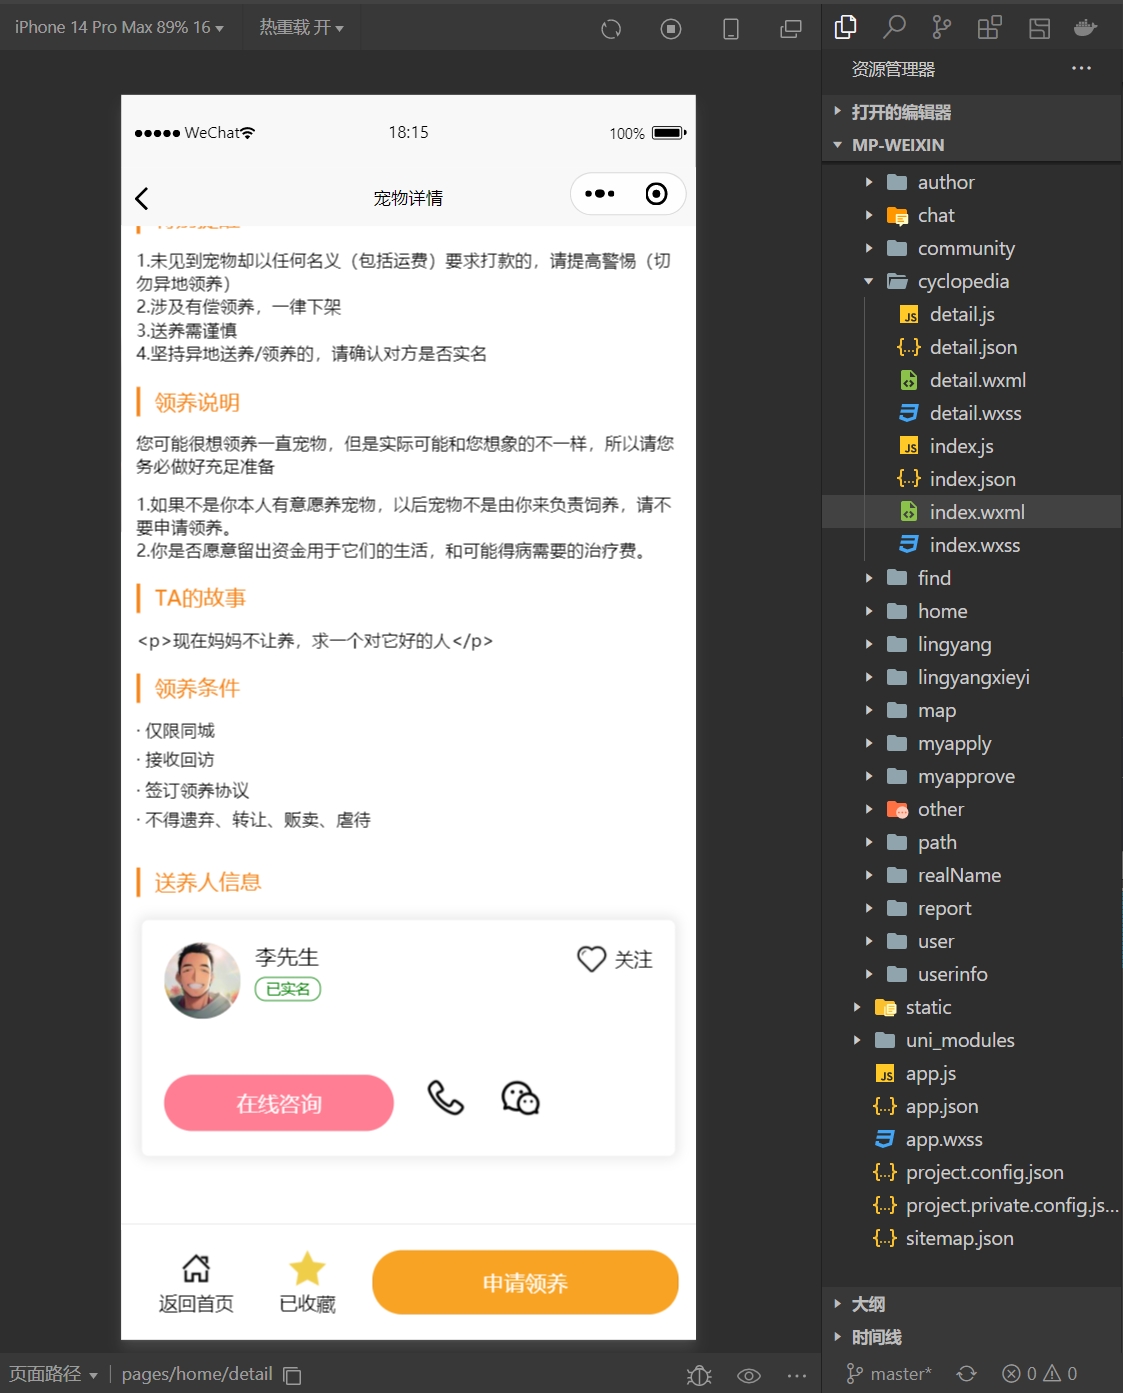 iPhone 14 Pro Max 89% 16
热重载 开
WeChat
18:15
100%
宠物详情
1.未见到宠物却以任何名义（包括运费）要求打款的，请提高警惕（切
勿异地领养）
2.涉及有偿领养，一律下架
3.送养需谨慎
4.坚持异地送养/领养的，请确认对方是否实名
领养说明
您可能很想领养一直宠物，但是实际可能和您想象的不一样，所以请您
务必做好充足准备
1.如果不是你本人有意愿养宠物，以后宠物不是由你来负责饲养，请不
要申请领养。
2.你是否愿意留出资金用于它们的生活，和可能得病需要的治疗费。
TA的故事
<p>现在妈妈不让养，求一个对它好的人</p>
领养条件
· 仅限同城
· 接收回访
· 签订领养协议
· 不得遗弃、转让、贩卖、虐待
送养人信息
李先生
已实名
关注
在线咨询
返回首页
已收藏
申请领养
页面路径
pages/home/detail
资源管理器
打开的编辑器
MP-WEIXIN
author
chat
community
cyclopedia
detail.js
detail.json
detail.wxml
detail.wxss
index.js
index.json
index.wxml
index.wxss
find
home
lingyang
lingyangxieyi
map
myapply
myapprove
other
path
realName
report
user
userinfo
static
uni_modules
app.js
app.json
app.wxss
project.config.json
project.private.config.js...
sitemap.json
大纲
时间线
master*
0
0